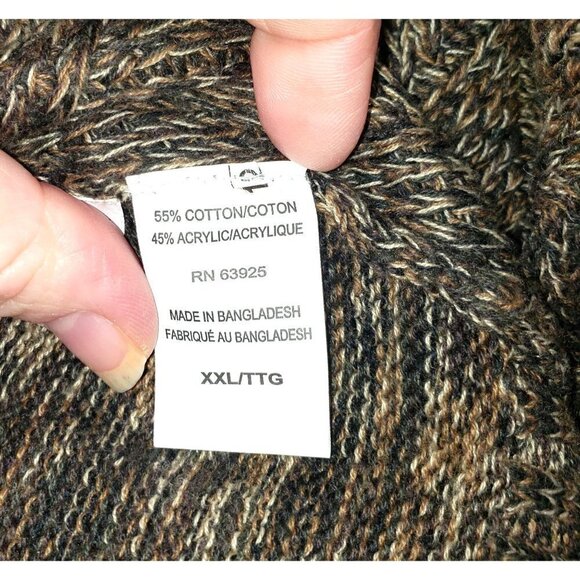 55% COTTON/COTON
45% ACRYLIC/ACRYLIQUE
RN 63925
MADE IN BANGLADESH
FABRIQUÉ AU BANGLADESH
XXL/TTG